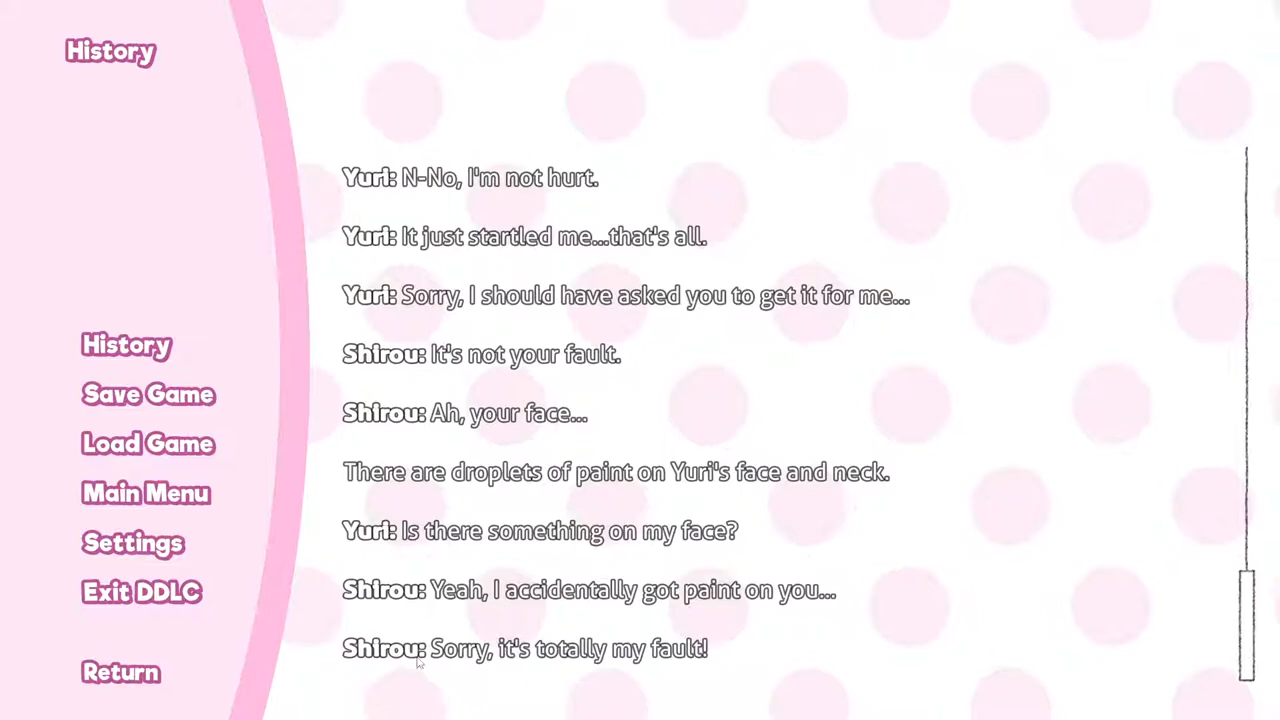 History
Yuri: N-No, I'm not hurt.
Yuri: It just startled me...that's all.
Yuri: Sorry, I should have asked you to get it for me...
Shirou: It's not your fault.
Shirou: Ah, your face...
There are droplets of paint on Yuri's face and neck.
Yuri: Is there something on my face?
Shirou: Yeah, I accidentally got paint on you...
Shirou: Sorry, it's totally my fault!
History
Save Game
Load Game
Main Menu
Settings
Exit DDLC
Return